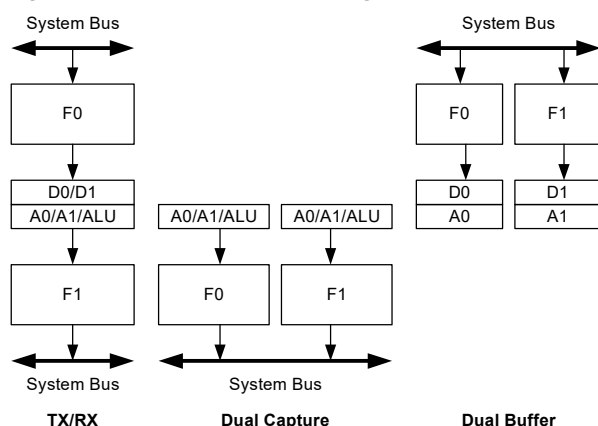 System Bus
F0
D0/D1
A0/A1/ALU
F1
System Bus
TX/RX
A0/A1/ALU A0/A1/ALU
F0 F1
System Bus
Dual Capture
System Bus
F0 F1
D0 D1
A0 A1
Dual Buffer